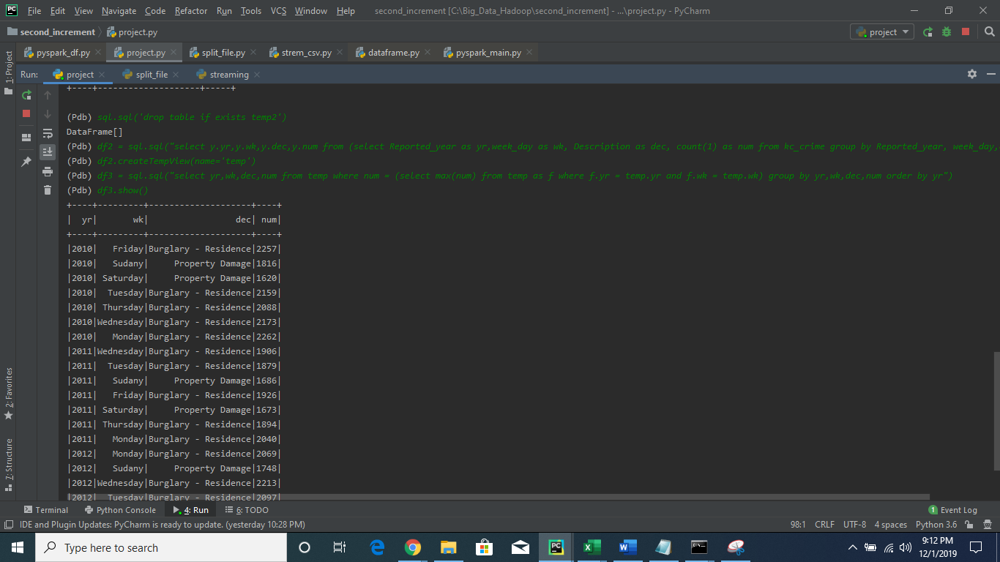 File Edit View Navigate Code Refactor Run Tools VCS Window Help second_increment [C:\Big_Data_Hadoop\second_increment] - ...\project.py - PyCharm
second_increment project.py project
pyspark_df.py project.py split_file.py strem_csv.py dataframe.py pyspark_main.py
1: Project
Run: project split_file streaming
+----+--------------------+-----+
(Pdb) sql.sql('drop table if exists temp2')
DataFrame[]
(Pdb) df2 = sql.sql("select y.yr,y.wk,y.dec,y.num from (select Reported_year as yr,week_day as wk, Description as dec, count(1) as num from kc_crime group by Reported_year, week_day,
(Pdb) df2.createTempView(name='temp')
(Pdb) df3 = sql.sql("select yr,wk,dec,num from temp where num = (select max(num) from temp as f where f.yr = temp.yr and f.wk = temp.wk) group by yr,wk,dec,num order by yr")
(Pdb) df3.show()
+----+---------+--------------------+----+
|  yr|       wk|                 dec| num|
+----+---------+--------------------+----+
|2010|   Friday|Burglary - Residence|2257|
|2010|   Sudany|     Property Damage|1816|
|2010| Saturday|     Property Damage|1620|
|2010|  Tuesday|Burglary - Residence|2159|
|2010| Thursday|Burglary - Residence|2088|
|2010|Wednesday|Burglary - Residence|2173|
|2010|   Monday|Burglary - Residence|2262|
|2011|Wednesday|Burglary - Residence|1906|
|2011|  Tuesday|Burglary - Residence|1879|
|2011|   Sudany|     Property Damage|1686|
|2011|   Friday|Burglary - Residence|1926|
|2011| Saturday|     Property Damage|1673|
|2011| Thursday|Burglary - Residence|1894|
|2011|   Monday|Burglary - Residence|2040|
|2012|   Monday|Burglary - Residence|2069|
|2012|   Sudany|     Property Damage|1748|
|2012|Wednesday|Burglary - Residence|2213|
|2012|  Tuesday|Burglary - Residence|2097|
2: Favorites
7: Structure
Terminal Python Console 4: Run 6: TODO 1 Event Log
IDE and Plugin Updates: PyCharm is ready to update. (yesterday 10:28 PM) 98:1 CRLF UTF-8 4 spaces Python 3.6
Type here to search
9:12 PM
12/1/2019